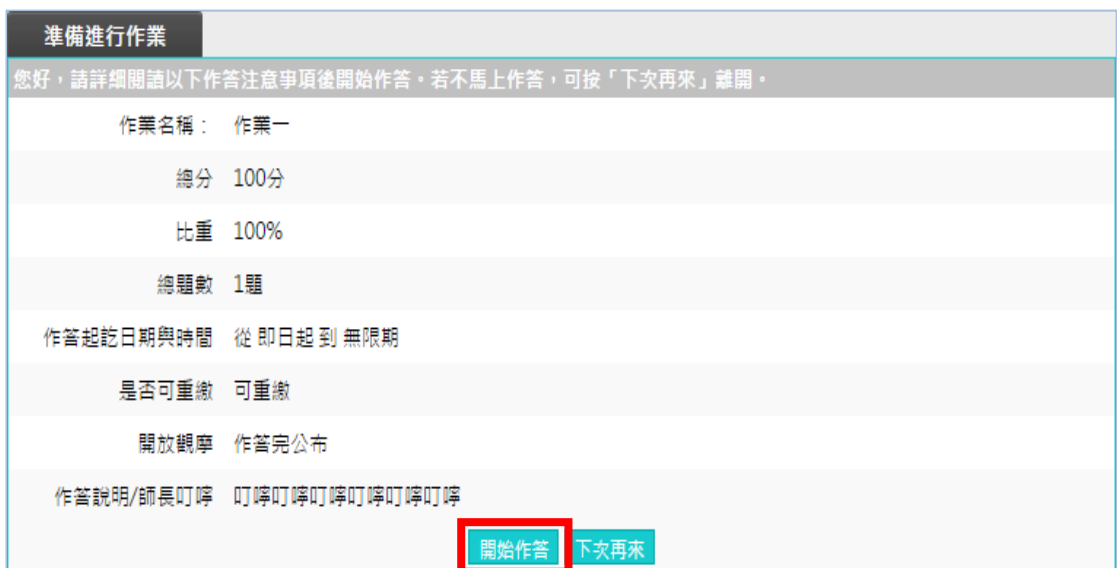 準備進行作業
您好，請詳細閱讀以下作答注意事項後開始作答。若不馬上作答，可按「下次再來」離開。
作業名稱： 作業一
總分 100分
比重 100%
總題數 1題
作答起訖日期與時間 從 即日起 到 無限期
是否可重繳 可重繳
開放觀摩 作答完公布
作答說明/師長叮嚀 叮嚀叮嚀叮嚀叮嚀叮嚀叮嚀
開始作答 下次再來